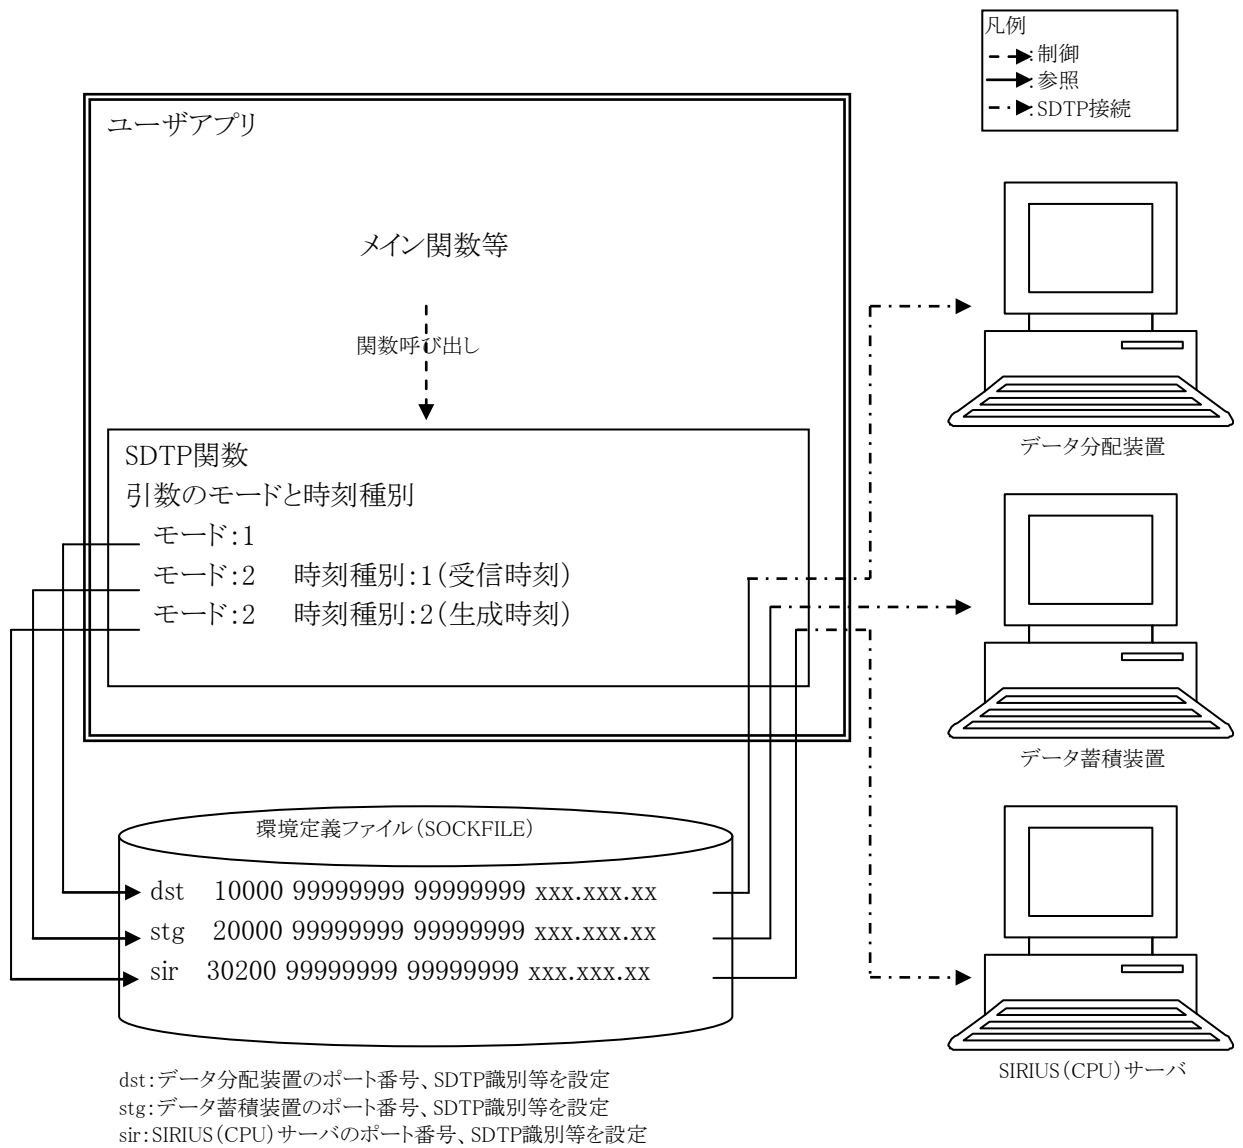 凡例
:制御
:参照
:SDTP接続
ユーザアプリ
メイン関数等
関数呼び出し
SDTP関数
引数のモードと時刻種別
モード:1
モード:2 時刻種別:1(受信時刻)
モード:2 時刻種別:2(生成時刻)
データ分配装置
データ蓄積装置
SIRIUS(CPU)サーバ
環境定義ファイル(SOCKFILE)
dst 10000 99999999 99999999 xxx.xxx.xx
stg 20000 99999999 99999999 xxx.xxx.xx
sir 30200 99999999 99999999 xxx.xxx.xx
dst:データ分配装置のポート番号、SDTP識別等を設定
stg:データ蓄積装置のポート番号、SDTP識別等を設定
sir:SIRIUS(CPU)サーバのポート番号、SDTP識別等を設定